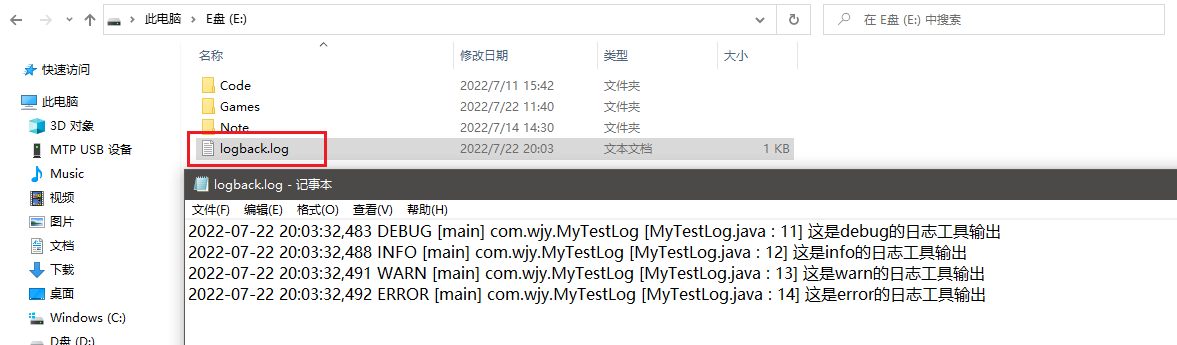 此电脑 > E盘 (E:)
在 E盘 (E:) 中搜索
名称 修改日期 类型 大小
快速访问
此电脑
3D 对象
MTP USB 设备
Music
视频
图片
文档
下载
桌面
Windows (C:)
D盘 (D:)
Code 2022/7/11 15:42 文件夹
Games 2022/7/22 11:40 文件夹
Note 2022/7/14 14:30 文件夹
logback.log 2022/7/22 20:03 文本文档 1 KB
logback.log - 记事本
文件(F) 编辑(E) 格式(O) 查看(V) 帮助(H)
2022-07-22 20:03:32,483 DEBUG [main] com.wjy.MyTestLog [MyTestLog.java : 11] 这是debug的日志工具输出
2022-07-22 20:03:32,488 INFO [main] com.wjy.MyTestLog [MyTestLog.java : 12] 这是info的日志工具输出
2022-07-22 20:03:32,491 WARN [main] com.wjy.MyTestLog [MyTestLog.java : 13] 这是warn的日志工具输出
2022-07-22 20:03:32,492 ERROR [main] com.wjy.MyTestLog [MyTestLog.java : 14] 这是error的日志工具输出